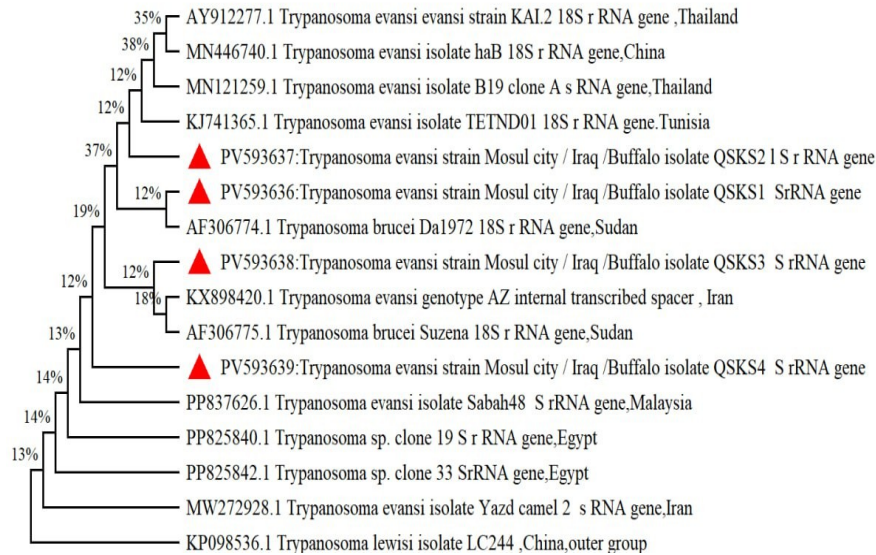 35% AY912277.1 Trypanosoma evansi evansi strain KAI.2 18S r RNA gene ,Thailand
38% MN446740.1 Trypanosoma evansi isolate haB 18S r RNA gene,China
12% MN121259.1 Trypanosoma evansi isolate B19 clone A s RNA gene,Thailand
12% KJ741365.1 Trypanosoma evansi isolate TETND01 18S r RNA gene.Tunisia
37% PV593637:Trypanosoma evansi strain Mosul city / Iraq /Buffalo isolate QSKS2 l S r RNA gene
12% PV593636:Trypanosoma evansi strain Mosul city / Iraq /Buffalo isolate QSKS1 SrRNA gene
19% AF306774.1 Trypanosoma brucei Da1972 18S r RNA gene,Sudan
12% PV593638:Trypanosoma evansi strain Mosul city / Iraq /Buffalo isolate QSKS3 S rRNA gene
12% 18% KX898420.1 Trypanosoma evansi genotype AZ internal transcribed spacer , Iran
AF306775.1 Trypanosoma brucei Suzena 18S r RNA gene,Sudan
13% PV593639:Trypanosoma evansi strain Mosul city / Iraq /Buffalo isolate QSKS4 S rRNA gene
14% PP837626.1 Trypanosoma evansi isolate Sabah48 S rRNA gene,Malaysia
14% PP825840.1 Trypanosoma sp. clone 19 S r RNA gene,Egypt
13% PP825842.1 Trypanosoma sp. clone 33 SrRNA gene,Egypt
MW272928.1 Trypanosoma evansi isolate Yazd camel 2 s RNA gene,Iran
KP098536.1 Trypanosoma lewisi isolate LC244 ,China,outer group